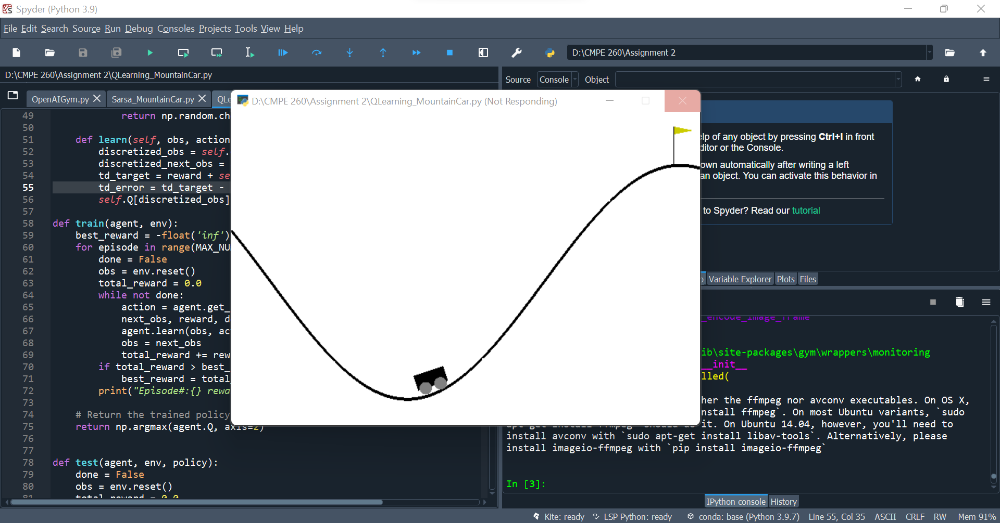 Spyder (Python 3.9)
File Edit Search Source Run Debug Consoles Projects Tools View Help
D:\CMPE 260\Assignment 2
D:\CMPE 260\Assignment 2\QLearning_MountainCar.py
OpenAIGym.py
Sarsa_MountainCar.py
QLe
49 return np.random.ch
50
51 def learn(self, obs, action
52 discretized_obs = self.
53 discretized_next_obs =
54 td_target = reward + se
55 td_error = td_target -
56 self.Q[discretized_obs]
57
58 def train(agent, env):
59 best_reward = -float('inf')
60 for episode in range(MAX_NU
61 done = False
62 obs = env.reset()
63 total_reward = 0.0
64 while not done:
65 action = agent.get_
66 next_obs, reward, d
67 agent.learn(obs, ac
68 obs = next_obs
69 total_reward += rew
70 if total_reward > best_
71 best_reward = total
72 print("Episode#:{} rewa
73
74 # Return the trained policy
75 return np.argmax(agent.Q, axis=2)
76
77
78 def test(agent, env, policy):
79 done = False
80 obs = env.reset()
81 total_reward = 0.0
D:\CMPE 260\Assignment 2\QLearning_MountainCar.py (Not Responding)
Source Console Object
elp of any object by pressing Ctrl+I in front
ditor or the Console.
own automatically after writing a left
an object. You can activate this behavior in
to Spyder? Read our tutorial
p Variable Explorer Plots Files
_encode_image_frame
ib\site-packages\gym\wrappers\monitoring
__init__
lled(
her the ffmpeg nor avconv executables. On OS X,
nstall ffmpeg`. On most Ubuntu variants, `sudo
apt-get install ffmpeg` should do it. On Ubuntu 14.04, however, you'll need to
install avconv with `sudo apt-get install libav-tools`. Alternatively, please
install imageio-ffmpeg with `pip install imageio-ffmpeg`
In [3]:
IPython console History
Kite: ready LSP Python: ready conda: base (Python 3.9.7) Line 55, Col 35 ASCII CRLF RW Mem 91%